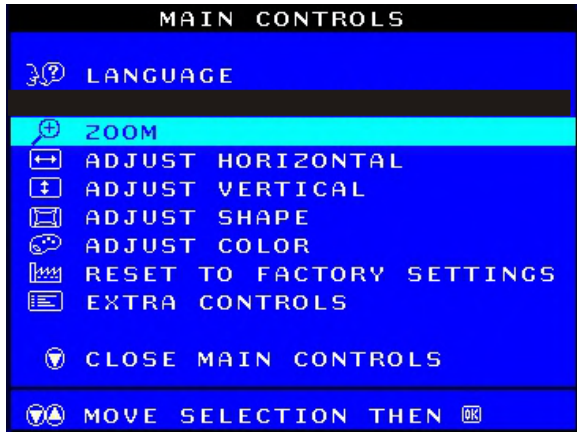 MAIN CONTROLS
LANGUAGE
ZOOM
ADJUST HORIZONTAL
ADJUST VERTICAL
ADJUST SHAPE
ADJUST COLOR
RESET TO FACTORY SETTINGS
EXTRA CONTROLS
CLOSE MAIN CONTROLS
MOVE SELECTION THEN OK